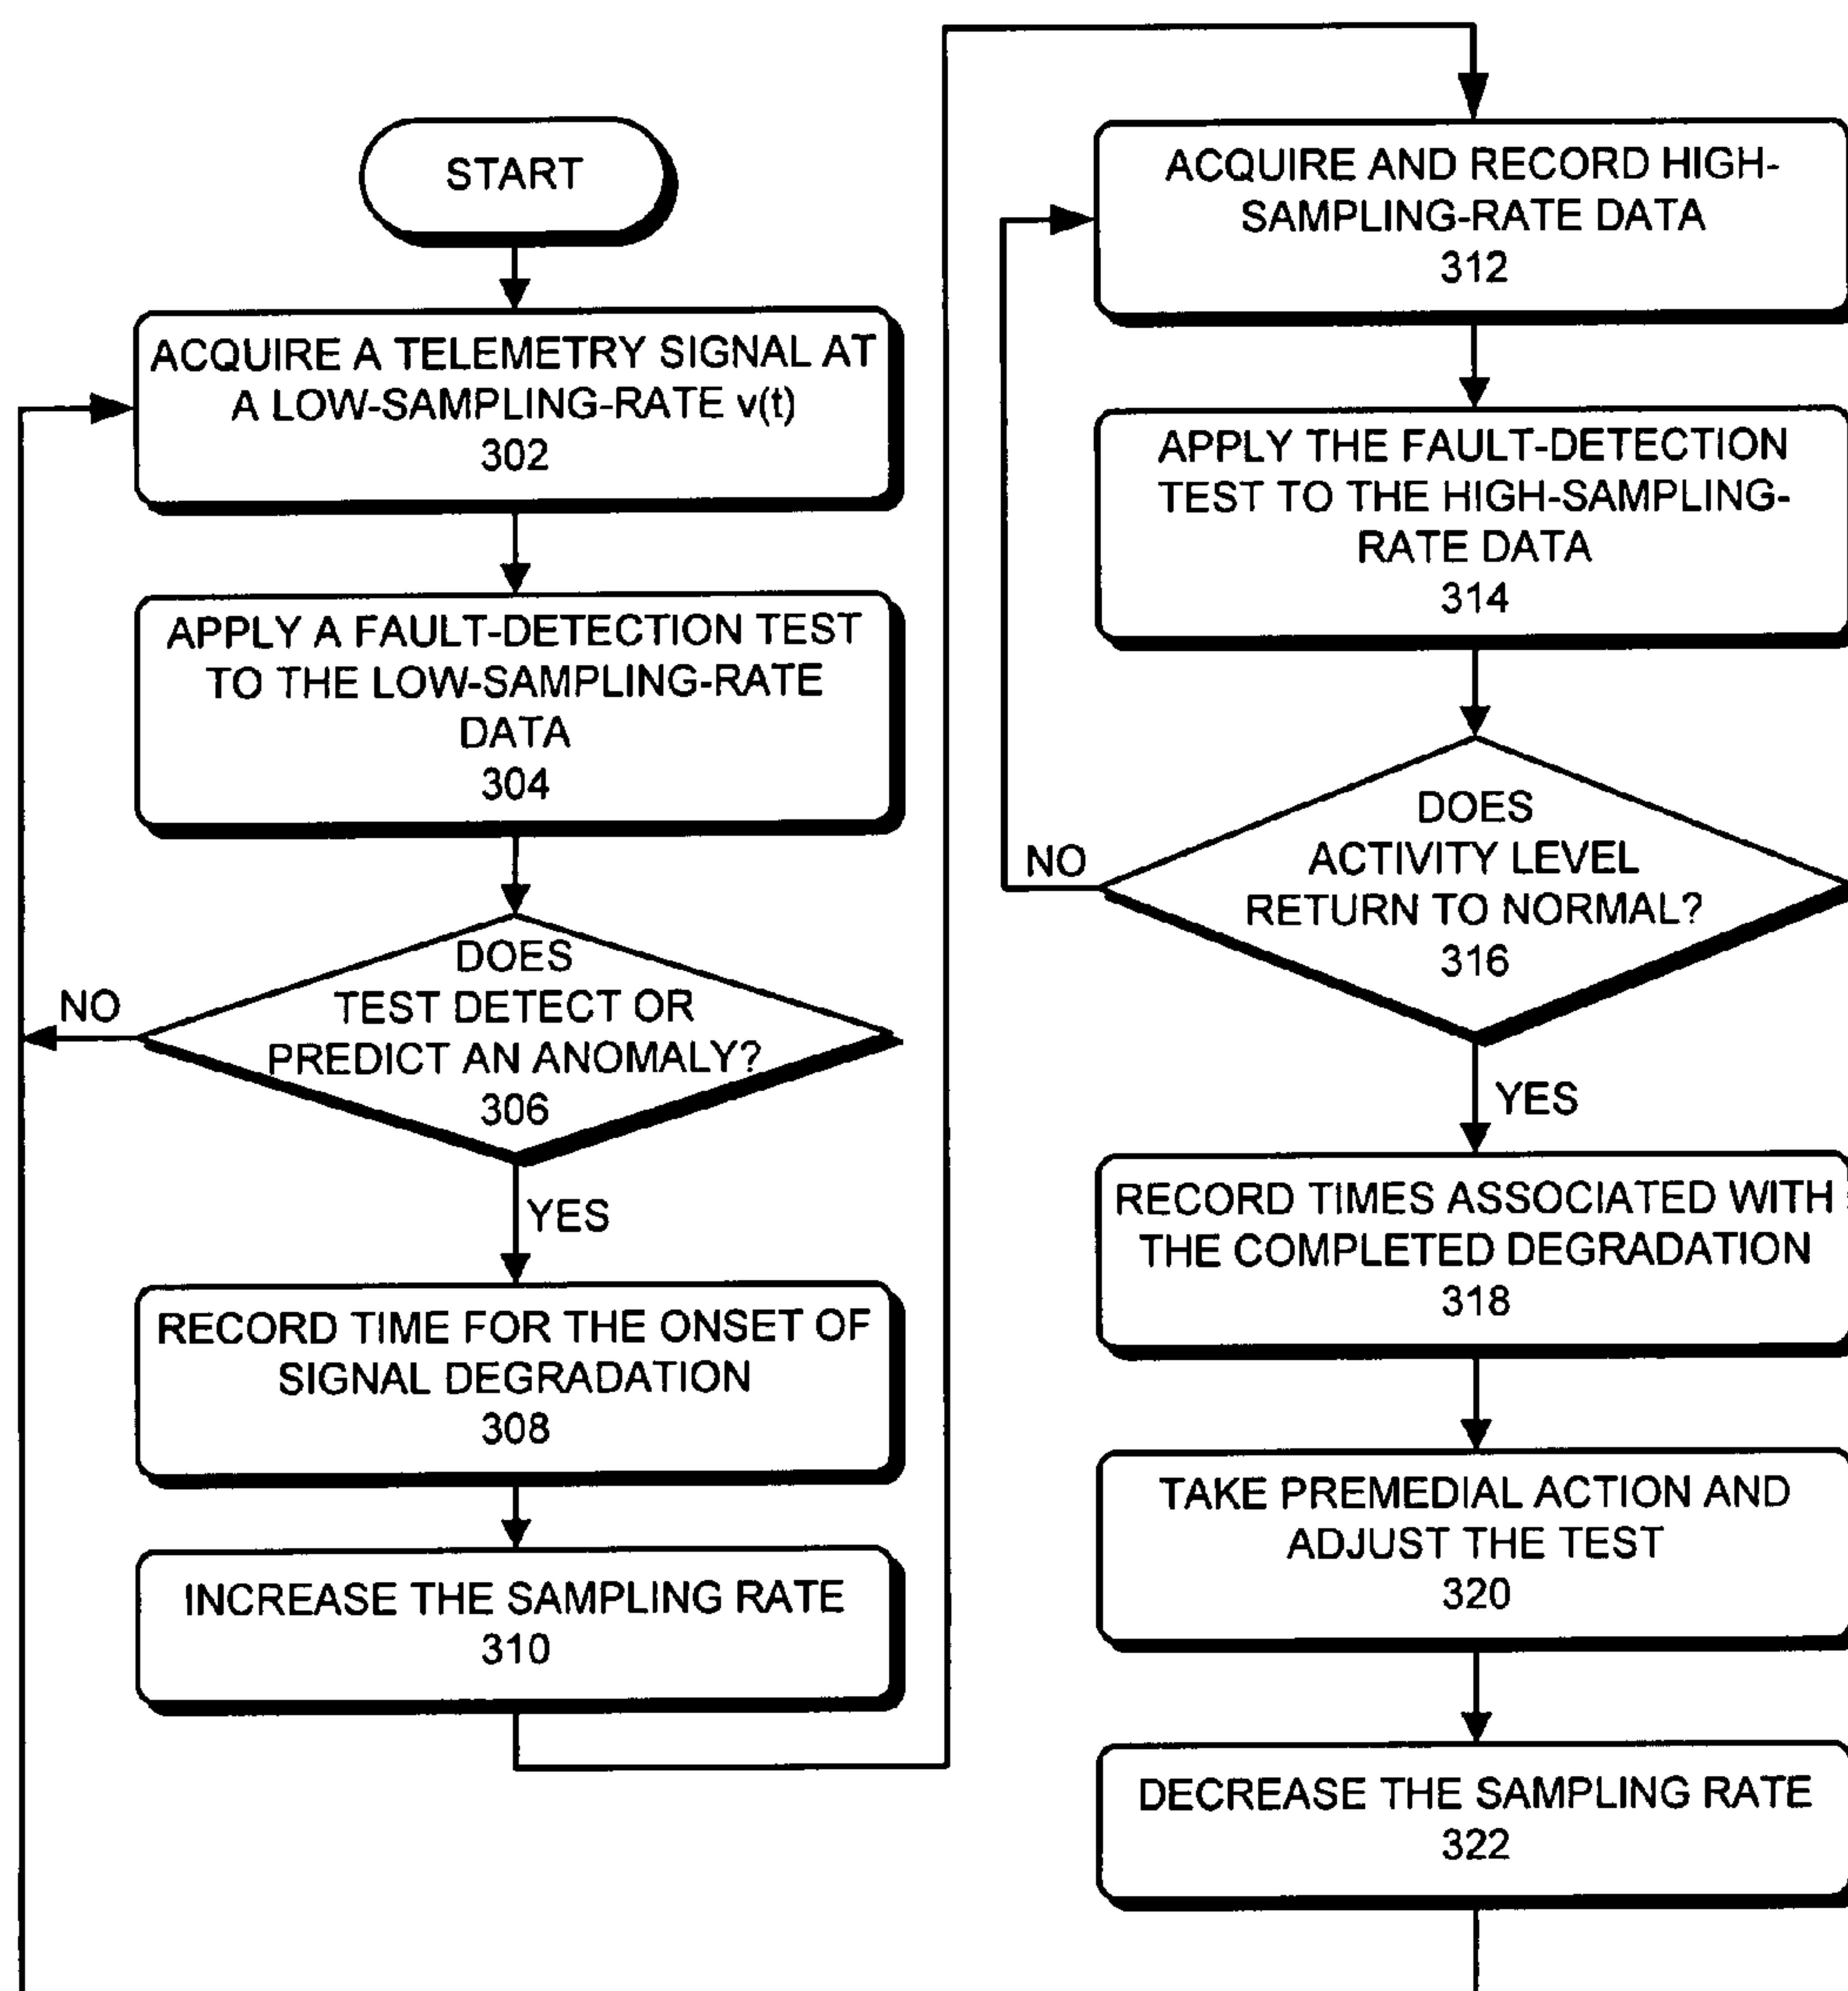 START
ACQUIRE A TELEMETRY SIGNAL AT
A LOW-SAMPLING-RATE v(t)
302
APPLY A FAULT-DETECTION TEST
TO THE LOW-SAMPLING-RATE
DATA
304
DOES
TEST DETECT OR
PREDICT AN ANOMALY?
306
NO
YES
RECORD TIME FOR THE ONSET OF
SIGNAL DEGRADATION
308
INCREASE THE SAMPLING RATE
310
ACQUIRE AND RECORD HIGH-
SAMPLING-RATE DATA
312
APPLY THE FAULT-DETECTION
TEST TO THE HIGH-SAMPLING-
RATE DATA
314
DOES
ACTIVITY LEVEL
RETURN TO NORMAL?
316
NO
YES
RECORD TIMES ASSOCIATED WITH
THE COMPLETED DEGRADATION
318
TAKE PREMEDIAL ACTION AND
ADJUST THE TEST
320
DECREASE THE SAMPLING RATE
322